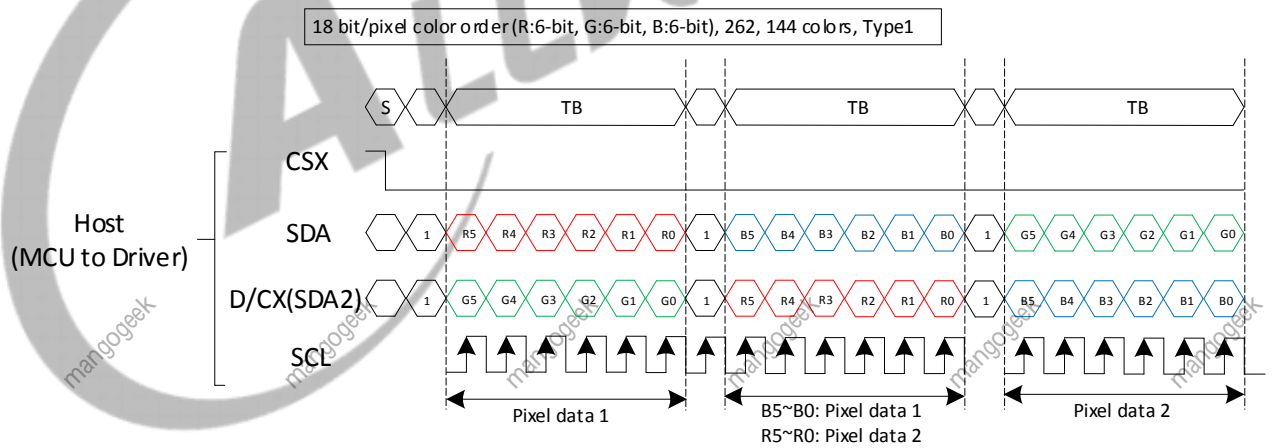 18 bit/pixel color order (R:6-bit, G:6-bit, B:6-bit), 262, 144 colors, Type1
S TB TB TB
CSX
Host
(MCU to Driver)
SDA 1 R5 R4 R3 R2 R1 R0 1 B5 B4 B3 B2 B1 B0 1 G5 G4 G3 G2 G1 G0
D/CX(SDA2) 1 G5 G4 G3 G2 G1 G0 1 R5 R4 R3 R2 R1 R0 1 B5 B4 B3 B2 B1 B0
SCL
mangogeek mangogeek mangogeek mangogeek mangogeek mangogeek
Pixel data 1
B5~B0: Pixel data 1
R5~R0: Pixel data 2
Pixel data 2